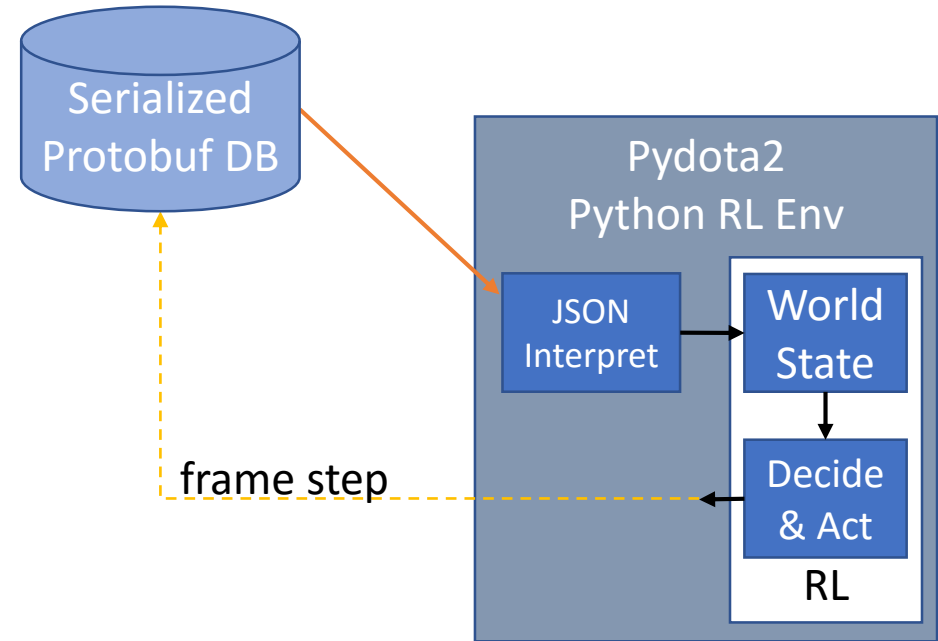 Serialized
Protobuf DB
Pydota2
Python RL Env
JSON
Interpret
World
State
frame step
Decide
& Act
RL